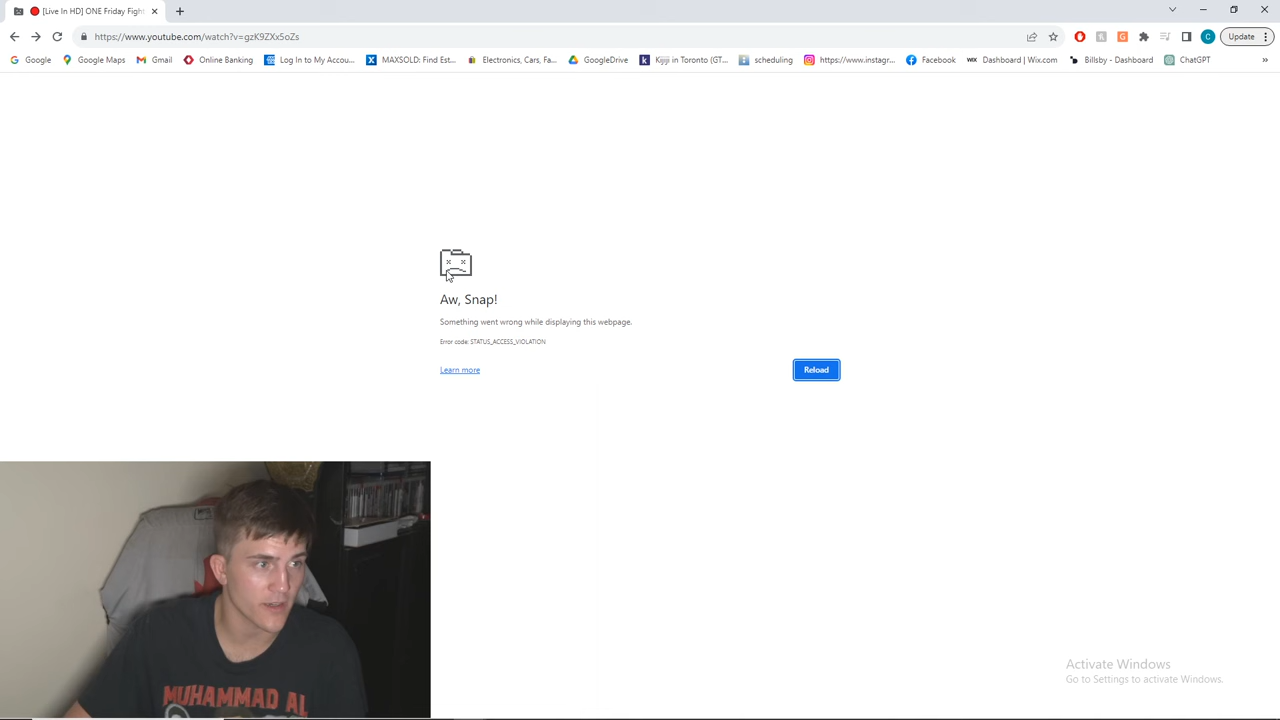 [Live In HD] ONE Friday Fight
https://www.youtube.com/watch?v=gzK9ZXx5oZs
Update
Google
Google Maps
Gmail
Online Banking
Log In to My Accou...
MAXSOLD: Find Est...
Electronics, Cars, Fa...
GoogleDrive
Kijiji in Toronto (GT...
scheduling
https://www.instagr...
Facebook
Dashboard | Wix.com
Billsby - Dashboard
ChatGPT
»
Aw, Snap!
Something went wrong while displaying this webpage.
Error code: STATUS_ACCESS_VIOLATION
Learn more
Reload
Activate Windows
Go to Settings to activate Windows.
MUHAMMAD AL